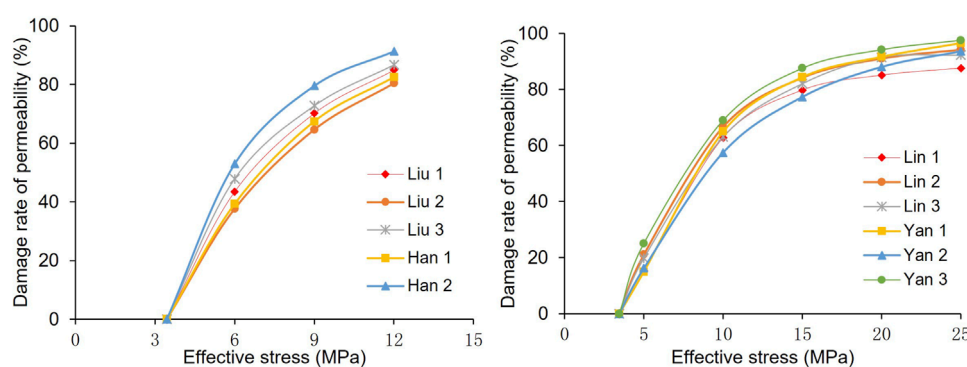 Damage rate of permeability (%)
100
80
60
40
20
0
0
3
6
9
12
15
Effective stress (MPa)
Liu 1
Liu 2
Liu 3
Han 1
Han 2
Damage rate of permeability (%)
100
80
60
40
20
0
0
5
10
15
20
25
Effective stress (MPa)
Lin 1
Lin 2
Lin 3
Yan 1
Yan 2
Yan 3